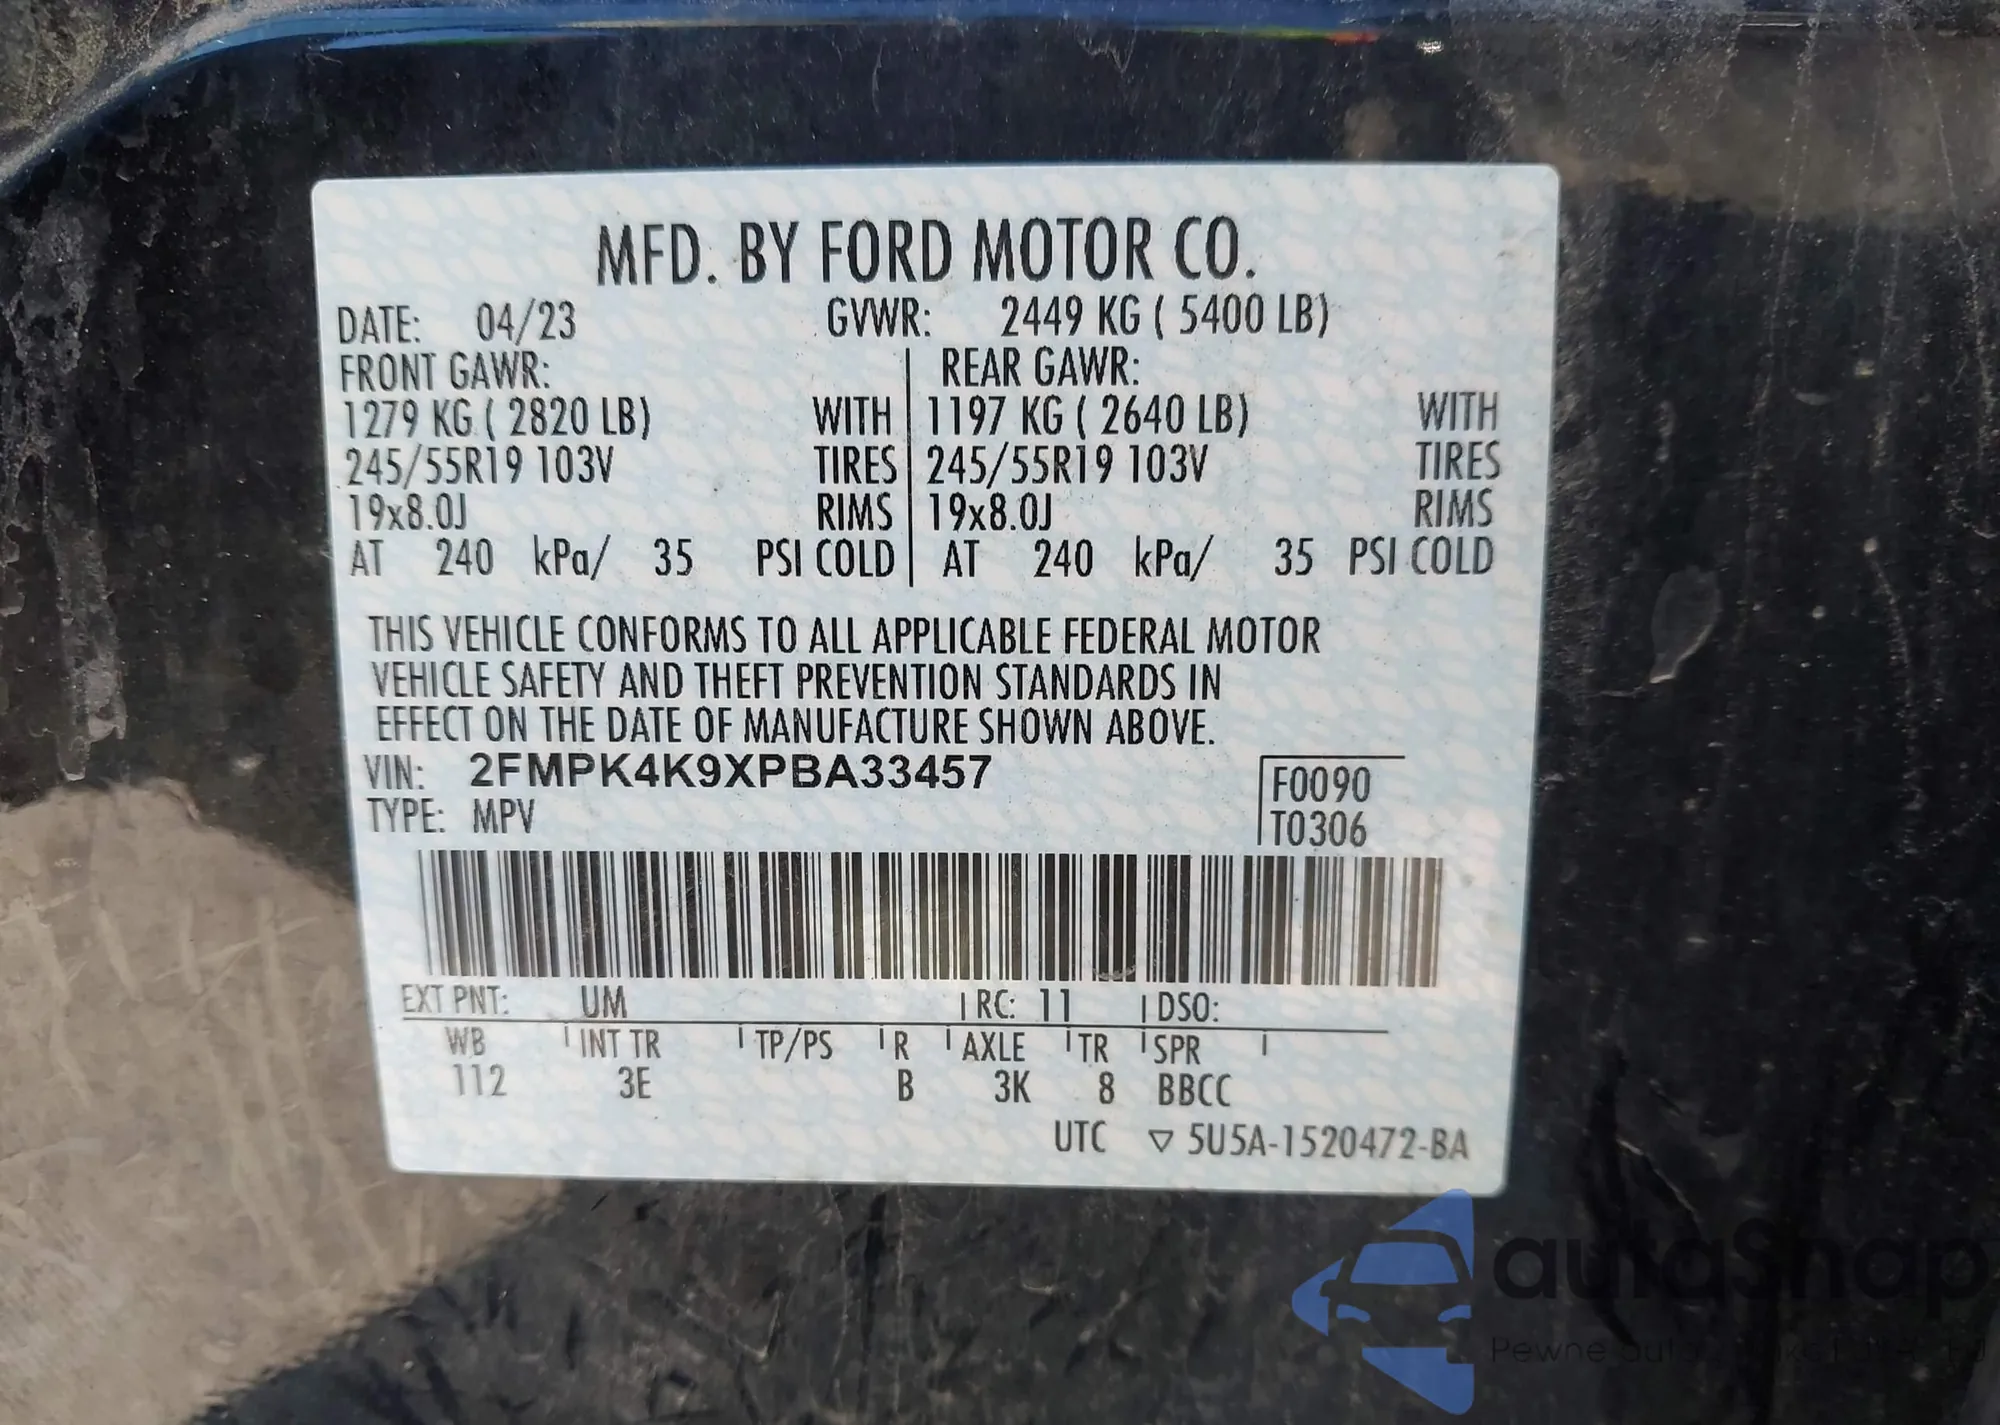 MFD. BY FORD MOTOR CO.
DATE: 04/23 GVWR: 2449 KG ( 5400 LB)
FRONT GAWR: REAR GAWR:
1279 KG ( 2820 LB) WITH 1197 KG ( 2640 LB) WITH
245/55R19 103V TIRES 245/55R19 103V TIRES
19x8.0J RIMS 19x8.0J RIMS
AT 240 kPa/ 35 PSI COLD AT 240 kPa/ 35 PSI COLD
THIS VEHICLE CONFORMS TO ALL APPLICABLE FEDERAL MOTOR
VEHICLE SAFETY AND THEFT PREVENTION STANDARDS IN
EFFECT ON THE DATE OF MANUFACTURE SHOWN ABOVE.
VIN: 2FMPK4K9XPBA33457 F0090
TYPE: MPV T0306
EXT PNT: UM RC: 11 DSO:
WB INT TR TP/PS R AXLE TR SPR
112 3E B 3K 8 BBCC
UTC ▽ 5U5A-1520472-BA
autaSnap
Pewne auto